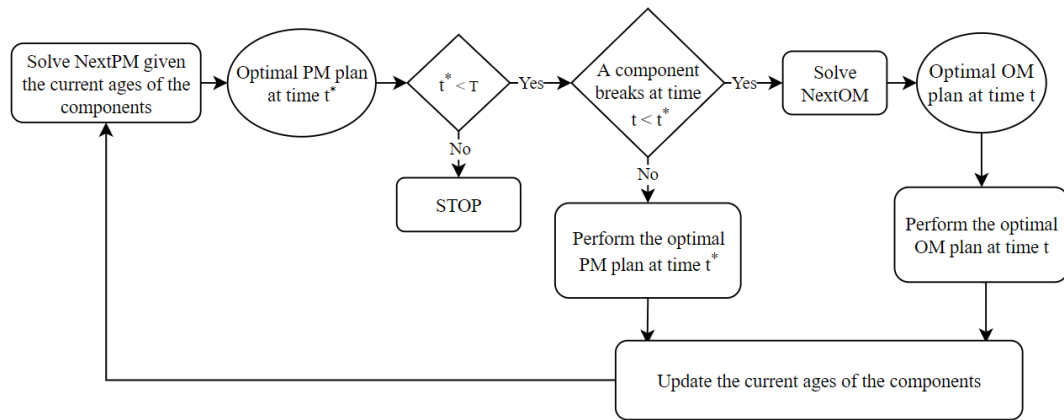 Solve NextPM given
the current ages of the
components
Optimal PM plan
at time t*
t* < T
Yes
No
STOP
A component
breaks at time
t < t*
Yes
No
Solve
NextOM
Optimal OM
plan at time t
Perform the optimal
PM plan at time t*
Perform the optimal
OM plan at time t
Update the current ages of the components